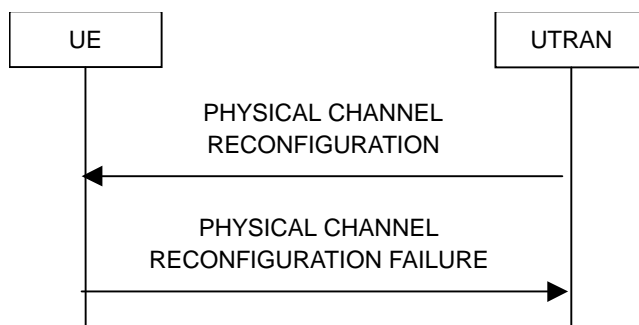 UE
UTRAN
PHYSICAL CHANNEL
RECONFIGURATION
PHYSICAL CHANNEL
RECONFIGURATION FAILURE